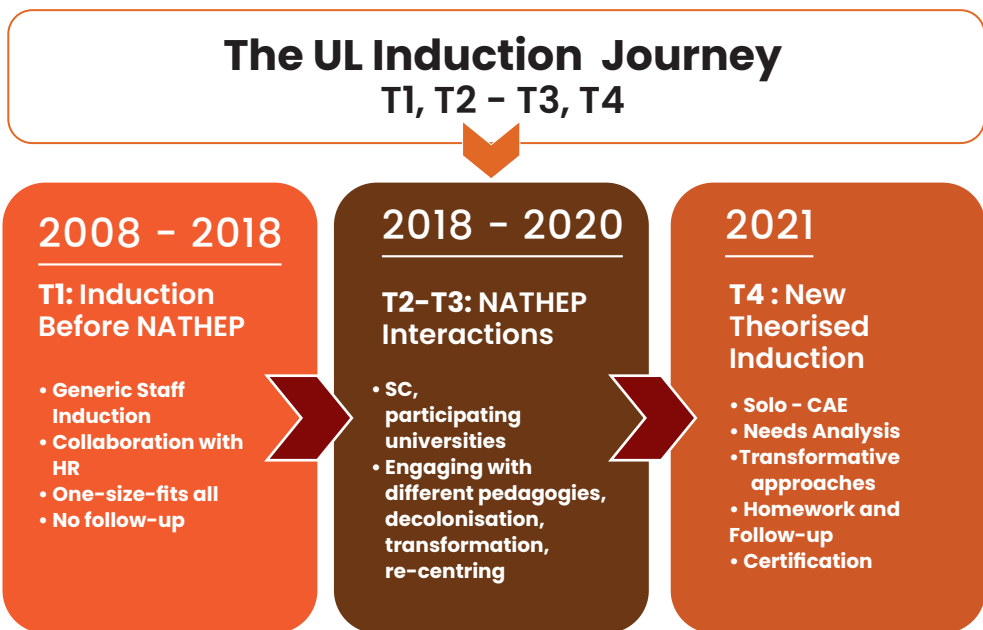 The UL Induction Journey
T1, T2 - T3, T4
2008 - 2018
T1: Induction
Before NATHEP
• Generic Staff
Induction
• Collaboration with
HR
• One-size-fits all
• No follow-up
2018 - 2020
T2-T3: NATHEP
Interactions
• SC,
participating
universities
• Engaging with
different pedagogies,
decolonisation,
transformation,
re-centring
2021
T4 : New
Theorised
Induction
• Solo - CAE
• Needs Analysis
•Transformative
approaches
• Homework and
Follow-up
• Certification